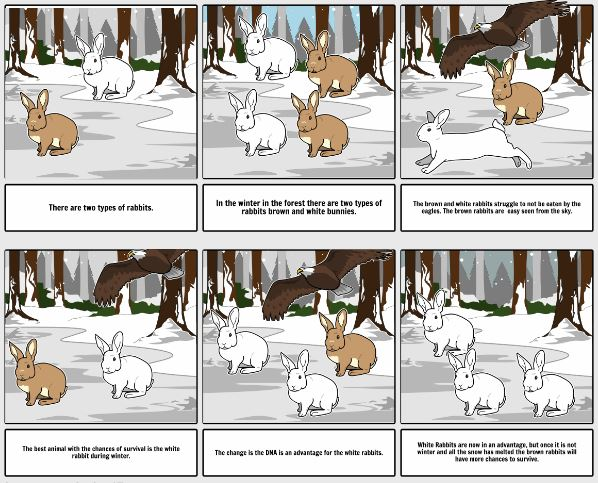 There are two types of rabbits.
In the winter in the forest there are two types of
rabbits brown and white bunnies.
The brown and white rabbits struggle to not be eaten by the
eagles. The brown rabbits are easy seen from the sky.
The best animal with the chances of survival is the white
rabbit during winter.
The change is the DNA is an advantage for the white rabbits.
White Rabbits are now in an advantage, but once it is not
winter and all the snow has melted the brown rabbits will
have more chances to survive.